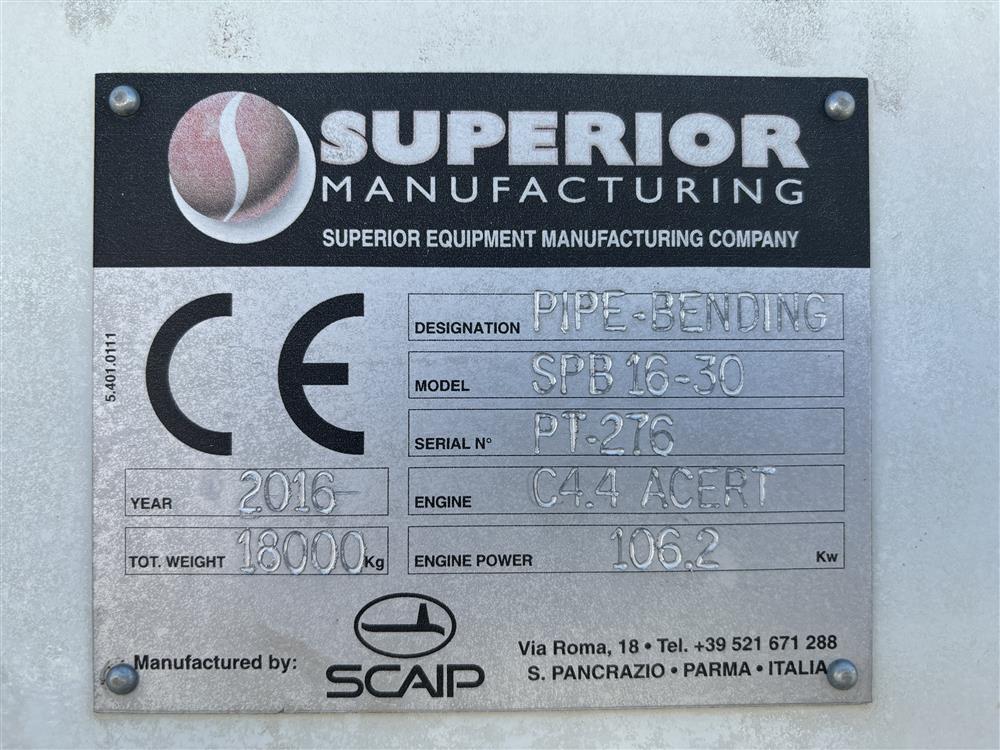 SUPERIOR
MANUFACTURING
SUPERIOR EQUIPMENT MANUFACTURING COMPANY
5.401.0111
CE
DESIGNATION PIPE-BENDING
MODEL SPB 16-30
SERIAL N° PT-276
YEAR 2016
ENGINE C4.4 ACERT
TOT. WEIGHT 18000 Kg
ENGINE POWER 106.2 Kw
Manufactured by:
SCAIP
Via Roma, 18 • Tel. +39 521 671 288
S. PANCRAZIO • PARMA • ITALIA